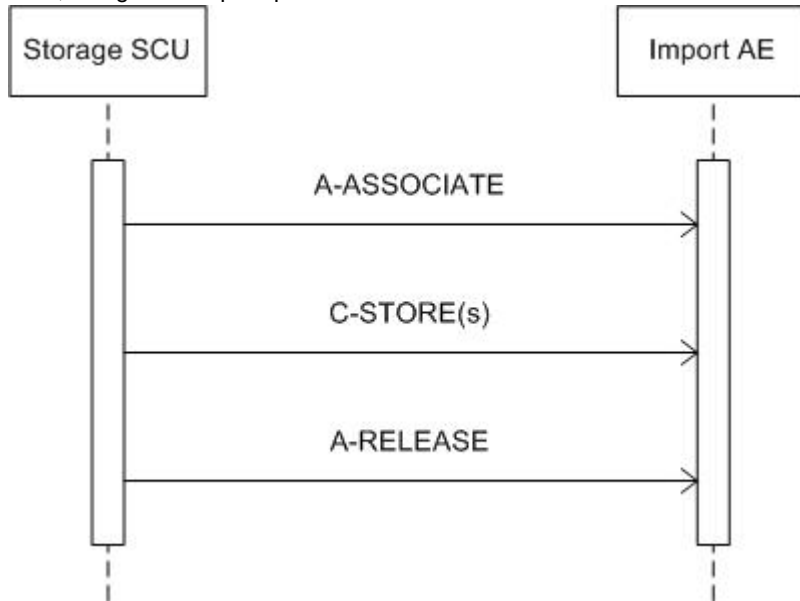 Storage SCU
Import AE
A-ASSOCIATE
C-STORE(s)
A-RELEASE